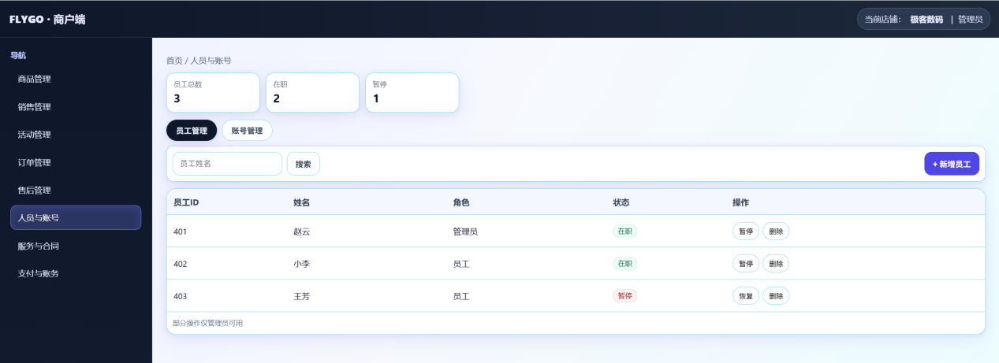 FLYGO · 商户端
当前店铺： 极客数码 | 管理员
导航
商品管理
销售管理
活动管理
订单管理
售后管理
人员与账号
服务与合同
支付与账务
首页 / 人员与账号
员工总数
3
在职
2
暂停
1
员工管理 账号管理
员工姓名 搜索 + 新增员工
员工ID 姓名 角色 状态 操作
401 赵云 管理员 在职 暂停 删除
402 小李 员工 在职 暂停 删除
403 王芳 员工 暂停 恢复 删除
部分操作仅管理员可用